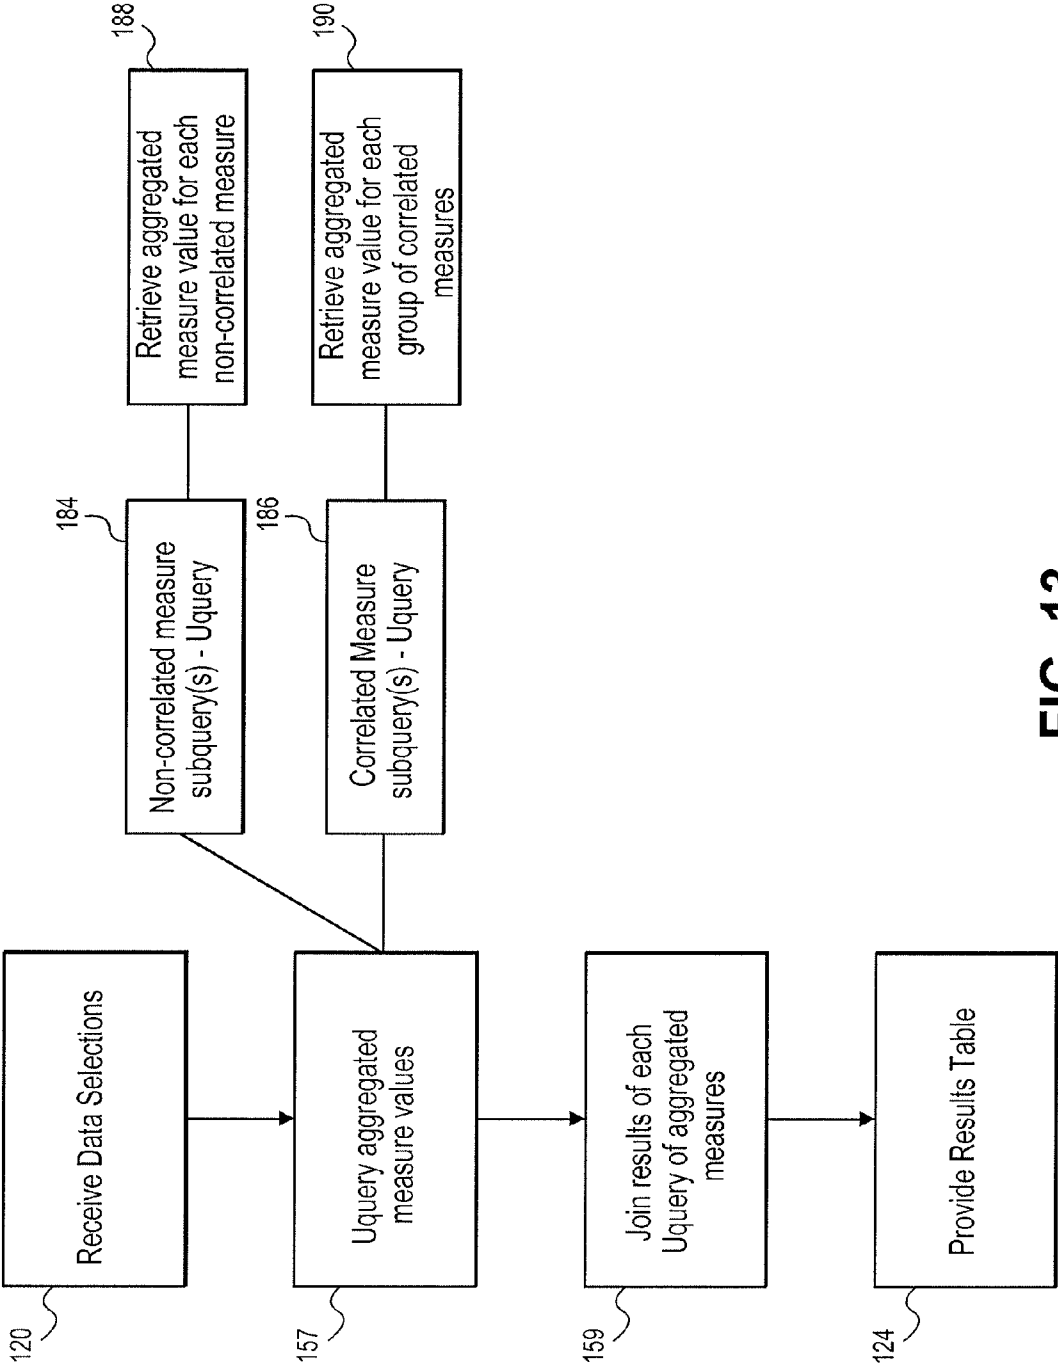 120
Receive Data Selections
157
Uquery aggregated
measure values
184
Non-correlated measure
subquery(s) - Uquery
188
Retrieve aggregated
measure value for each
non-correlated measure
186
Correlated Measure
subquery(s) - Uquery
190
Retrieve aggregated
measure value for each
group of correlated
measures
159
Join results of each
Uquery of aggregated
measures
124
Provide Results Table
FIG